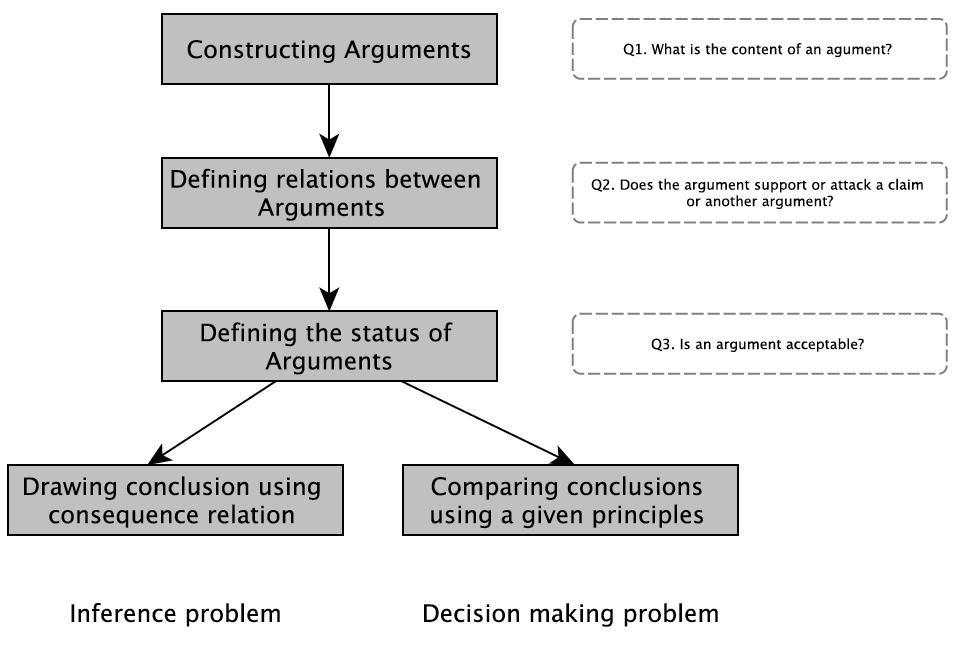 Constructing Arguments
Q1. What is the content of an agument?
Defining relations between
Arguments
Q2. Does the argument support or attack a claim
or another argument?
Defining the status of
Arguments
Q3. Is an argument acceptable?
Drawing conclusion using
consequence relation
Comparing conclusions
using a given principles
Inference problem
Decision making problem